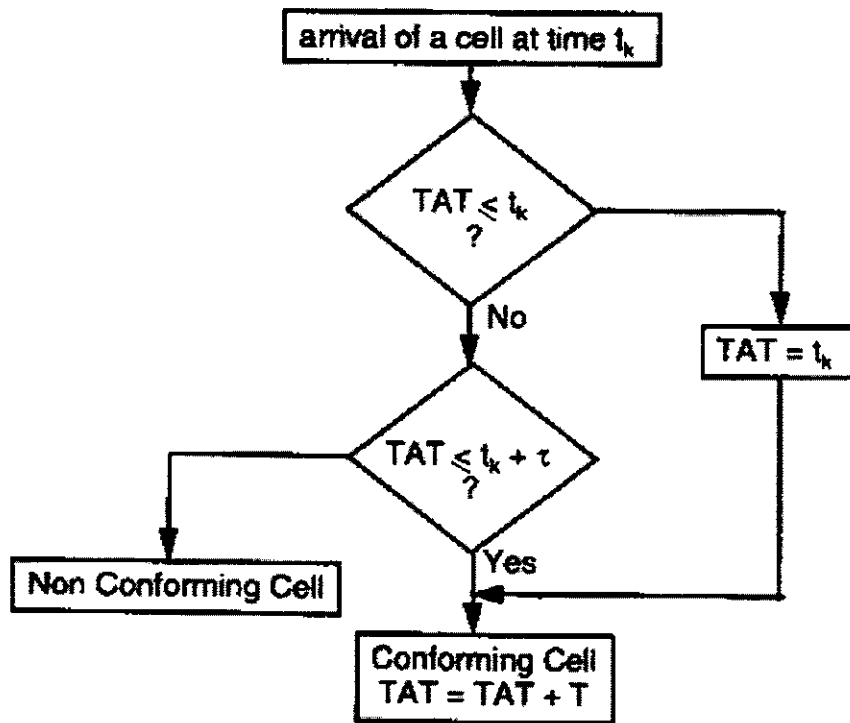 arrival of a cell at time tₖ
TAT ≤ tₖ
?
No
TAT = tₖ
TAT ≤ tₖ + τ
?
Yes
Non Conforming Cell
Conforming Cell
TAT = TAT + T